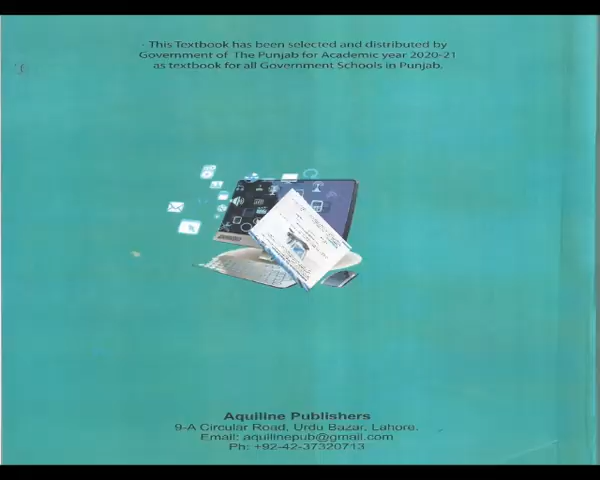 This Textbook has been selected and distributed by
Government of The Punjab for Academic year 2020-21
as textbook for all Government Schools in Punjab.
Aquiline Publishers
9-A Circular Road, Urdu Bazar, Lahore.
Email: aquilinepub@gmail.com
Ph: +92-42-37320713